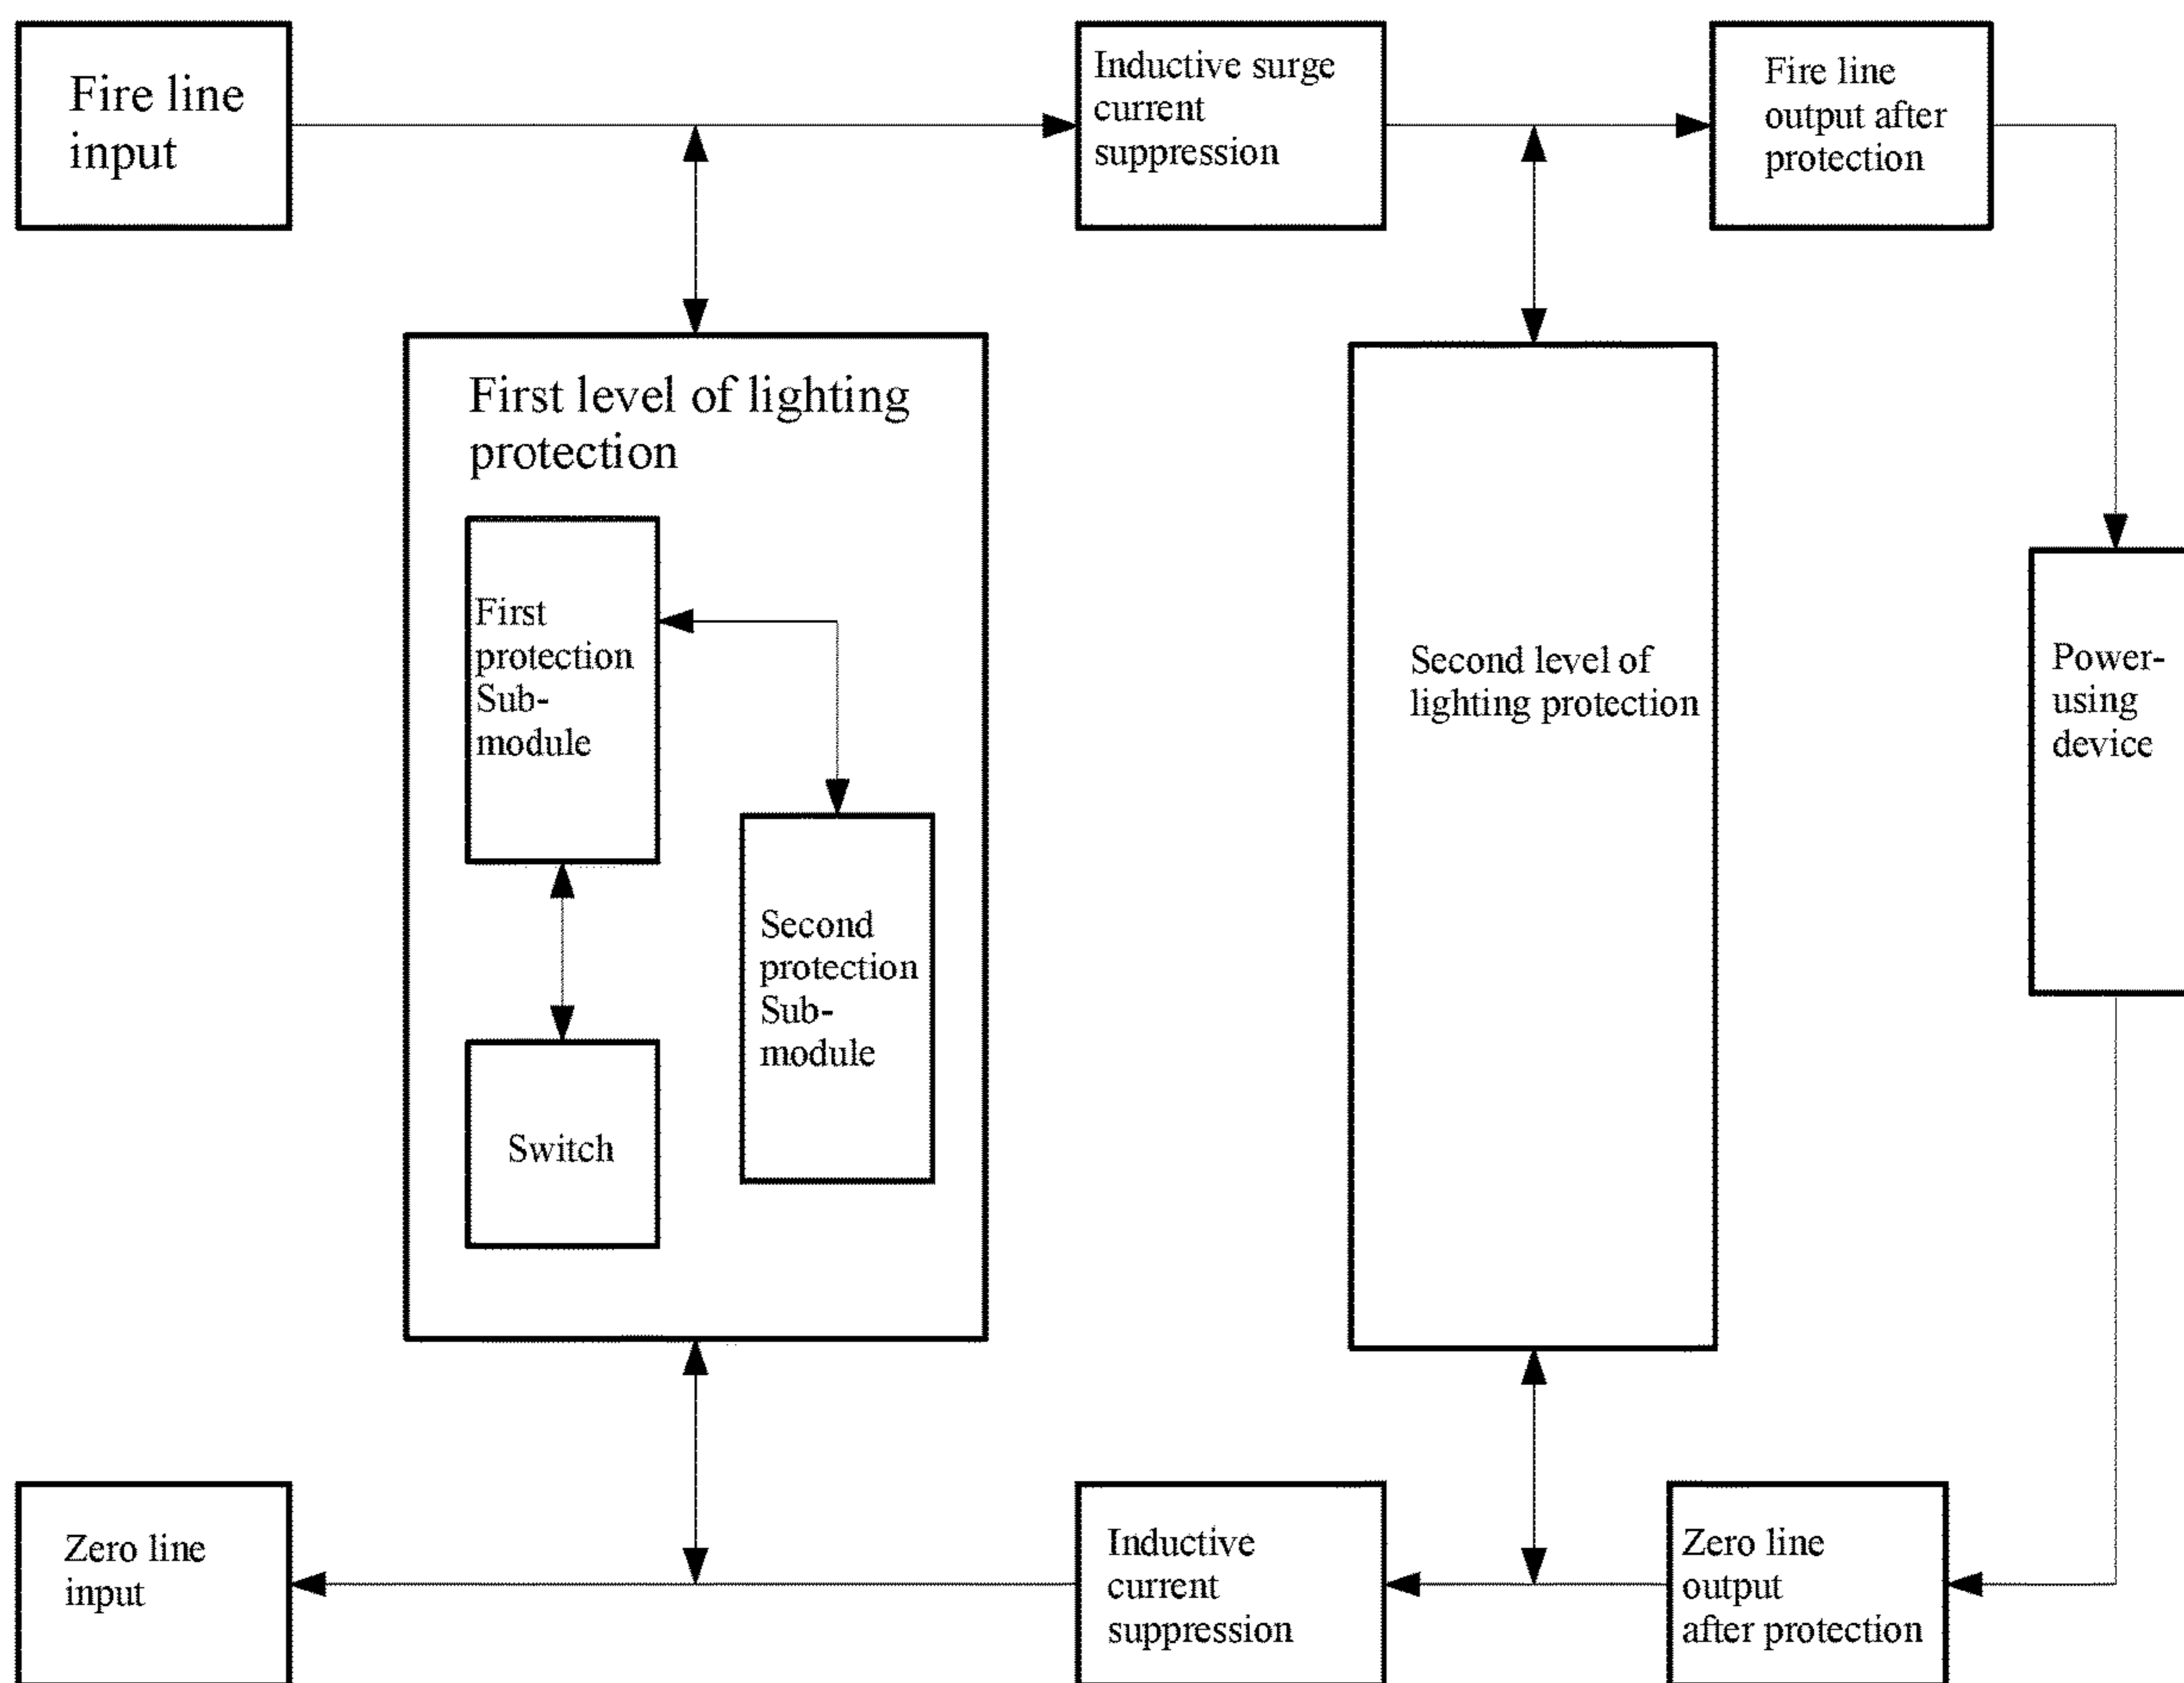 Fire line
input
Inductive surge
current
suppression
Fire line
output after
protection
First level of lighting
protection
First
protection
Sub-
module
Second
protection
Sub-
module
Switch
Second level of
lighting protection
Power-
using
device
Zero line
input
Inductive
current
suppression
Zero line
output
after protection